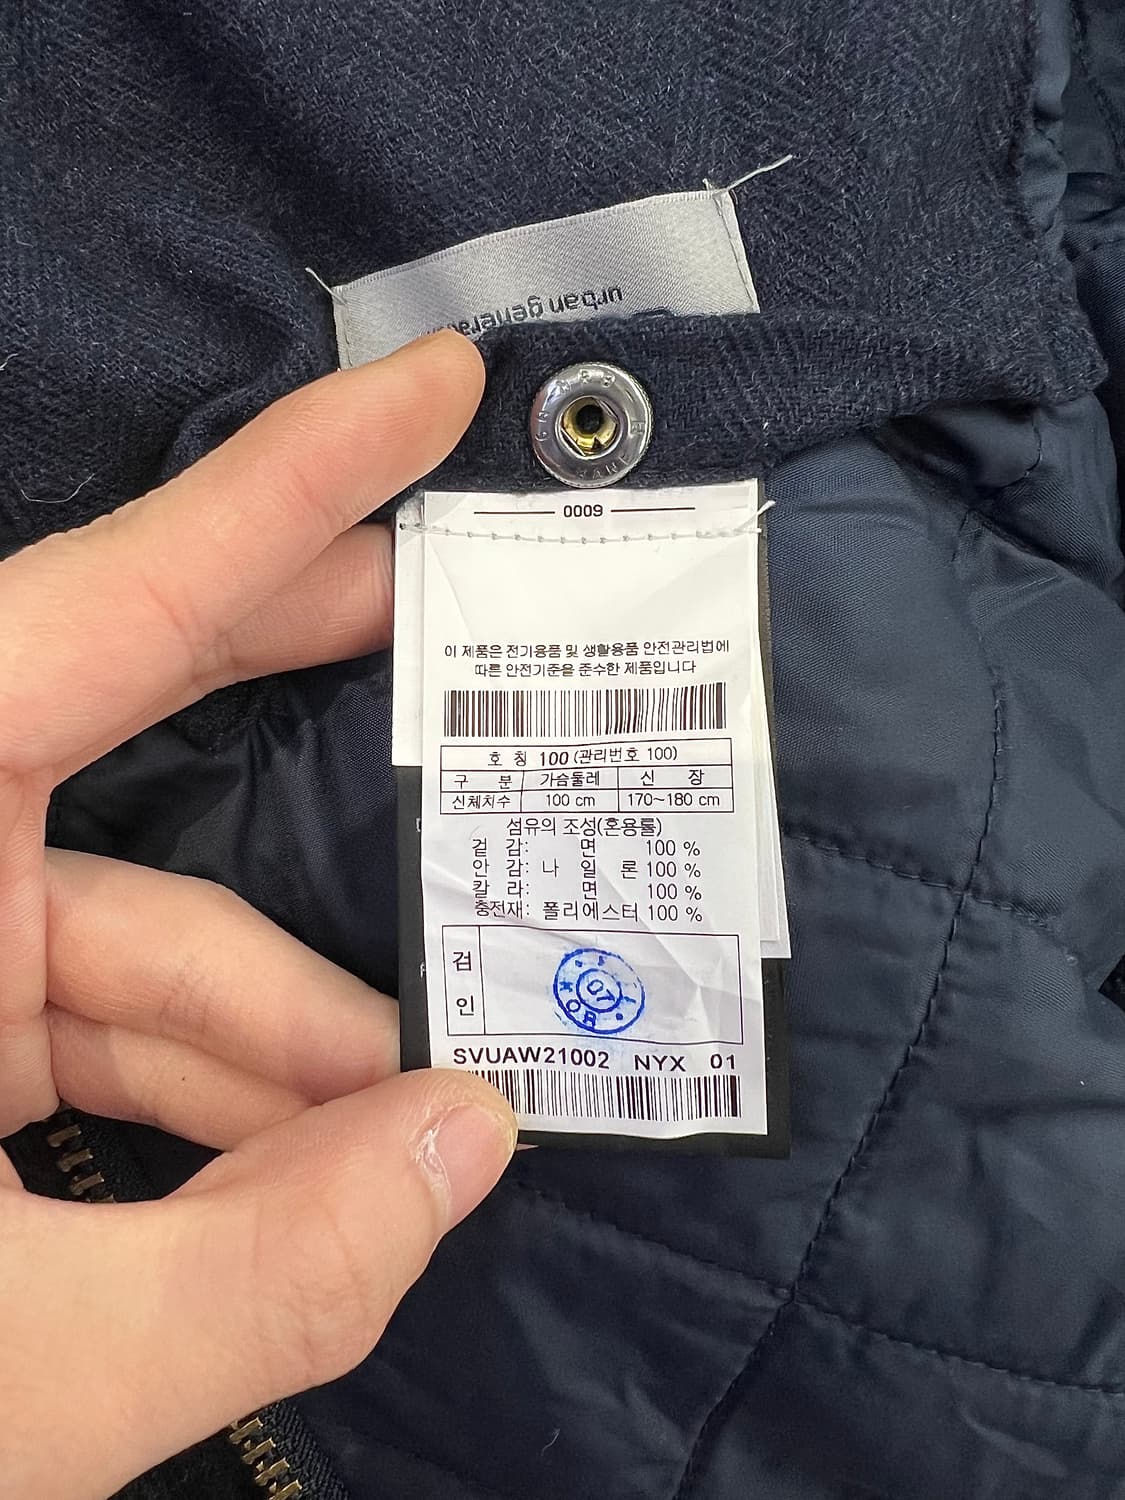 urban genera
0009
이 제품은 전기용품 및 생활용품 안전관리법에
따른 안전기준을 준수한 제품입니다
호 칭 100 (관리번호 100)
구 분 가슴둘레 신 장
신체치수 100 cm 170~180 cm
섬유의 조성(혼용률)
겉 감: 면 100 %
안 감: 나 일 론 100 %
칼 라: 면 100 %
충전재: 폴리에스터 100 %
검
인
07
KOR
SVUAW21002 NYX 01